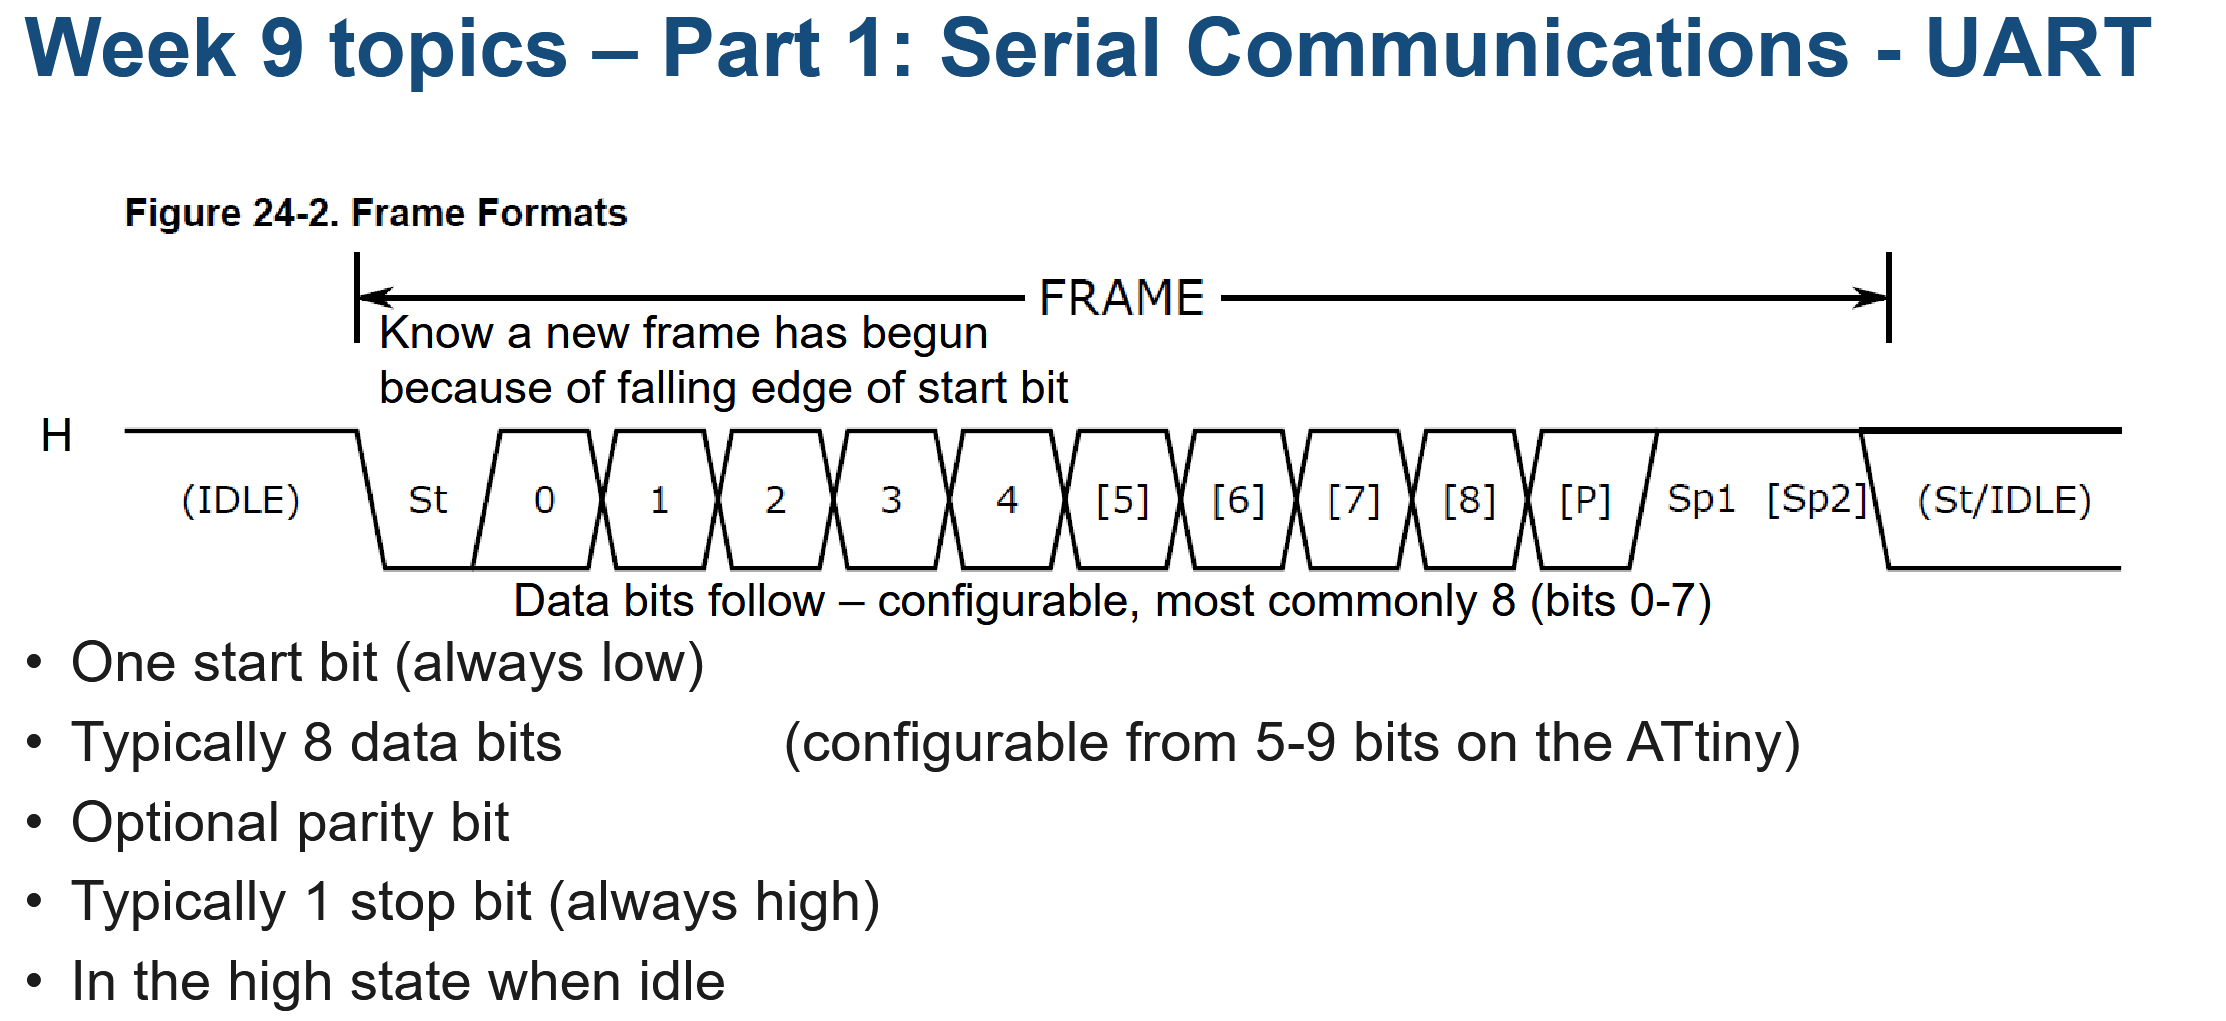 Week 9 topics – Part 1: Serial Communications - UART
Figure 24-2. Frame Formats
FRAME
Know a new frame has begun
because of falling edge of start bit
H
(IDLE) St 0 1 2 3 4 [5] [6] [7] [8] [P] Sp1 [Sp2] (St/IDLE)
Data bits follow – configurable, most commonly 8 (bits 0-7)
• One start bit (always low)
• Typically 8 data bits (configurable from 5-9 bits on the ATtiny)
• Optional parity bit
• Typically 1 stop bit (always high)
• In the high state when idle